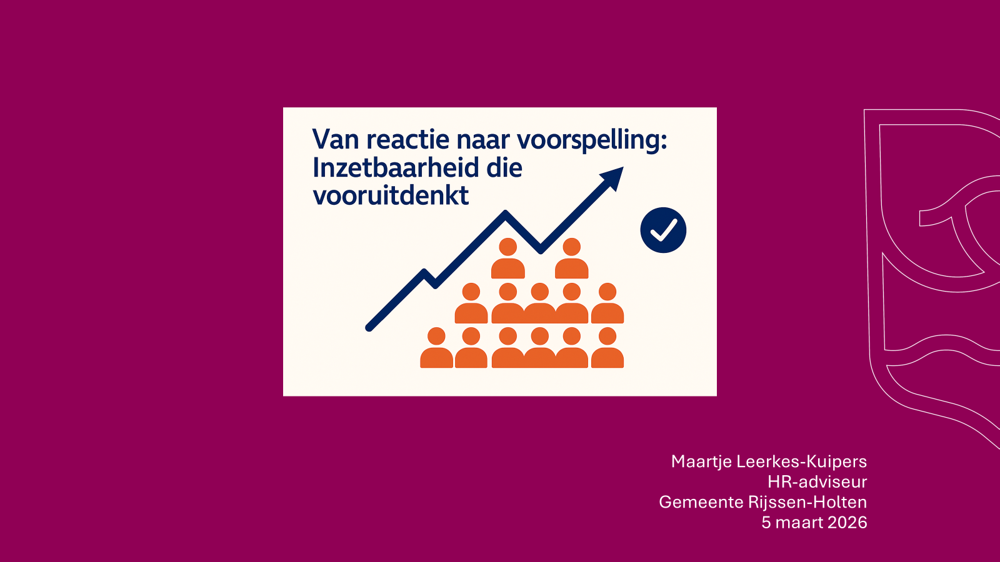 Van reactie naar voorspelling:
Inzetbaarheid die
vooruitdenkt
Maartje Leerkes-Kuipers
HR-adviseur
Gemeente Rijssen-Holten
5 maart 2026